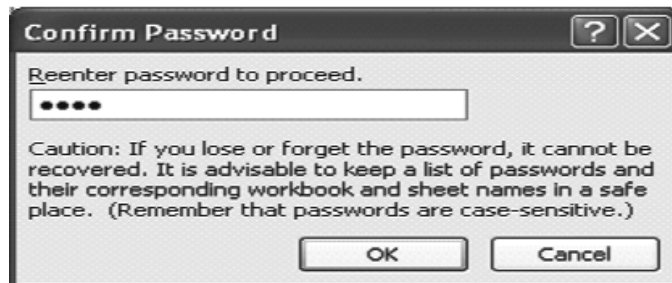 Confirm Password
Reenter password to proceed.
••••
Caution: If you lose or forget the password, it cannot be
recovered. It is advisable to keep a list of passwords and
their corresponding workbook and sheet names in a safe
place. (Remember that passwords are case-sensitive.)
OK Cancel